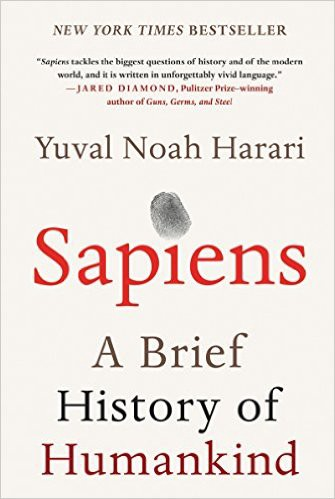 NEW YORK TIMES BESTSELLER
"Sapiens tackles the biggest questions of history and of the modern
world, and it is written in unforgettably vivid language."
—JARED DIAMOND, Pulitzer Prize–winning
author of Guns, Germs, and Steel
Yuval Noah Harari
Sapiens
A Brief
History of
Humankind